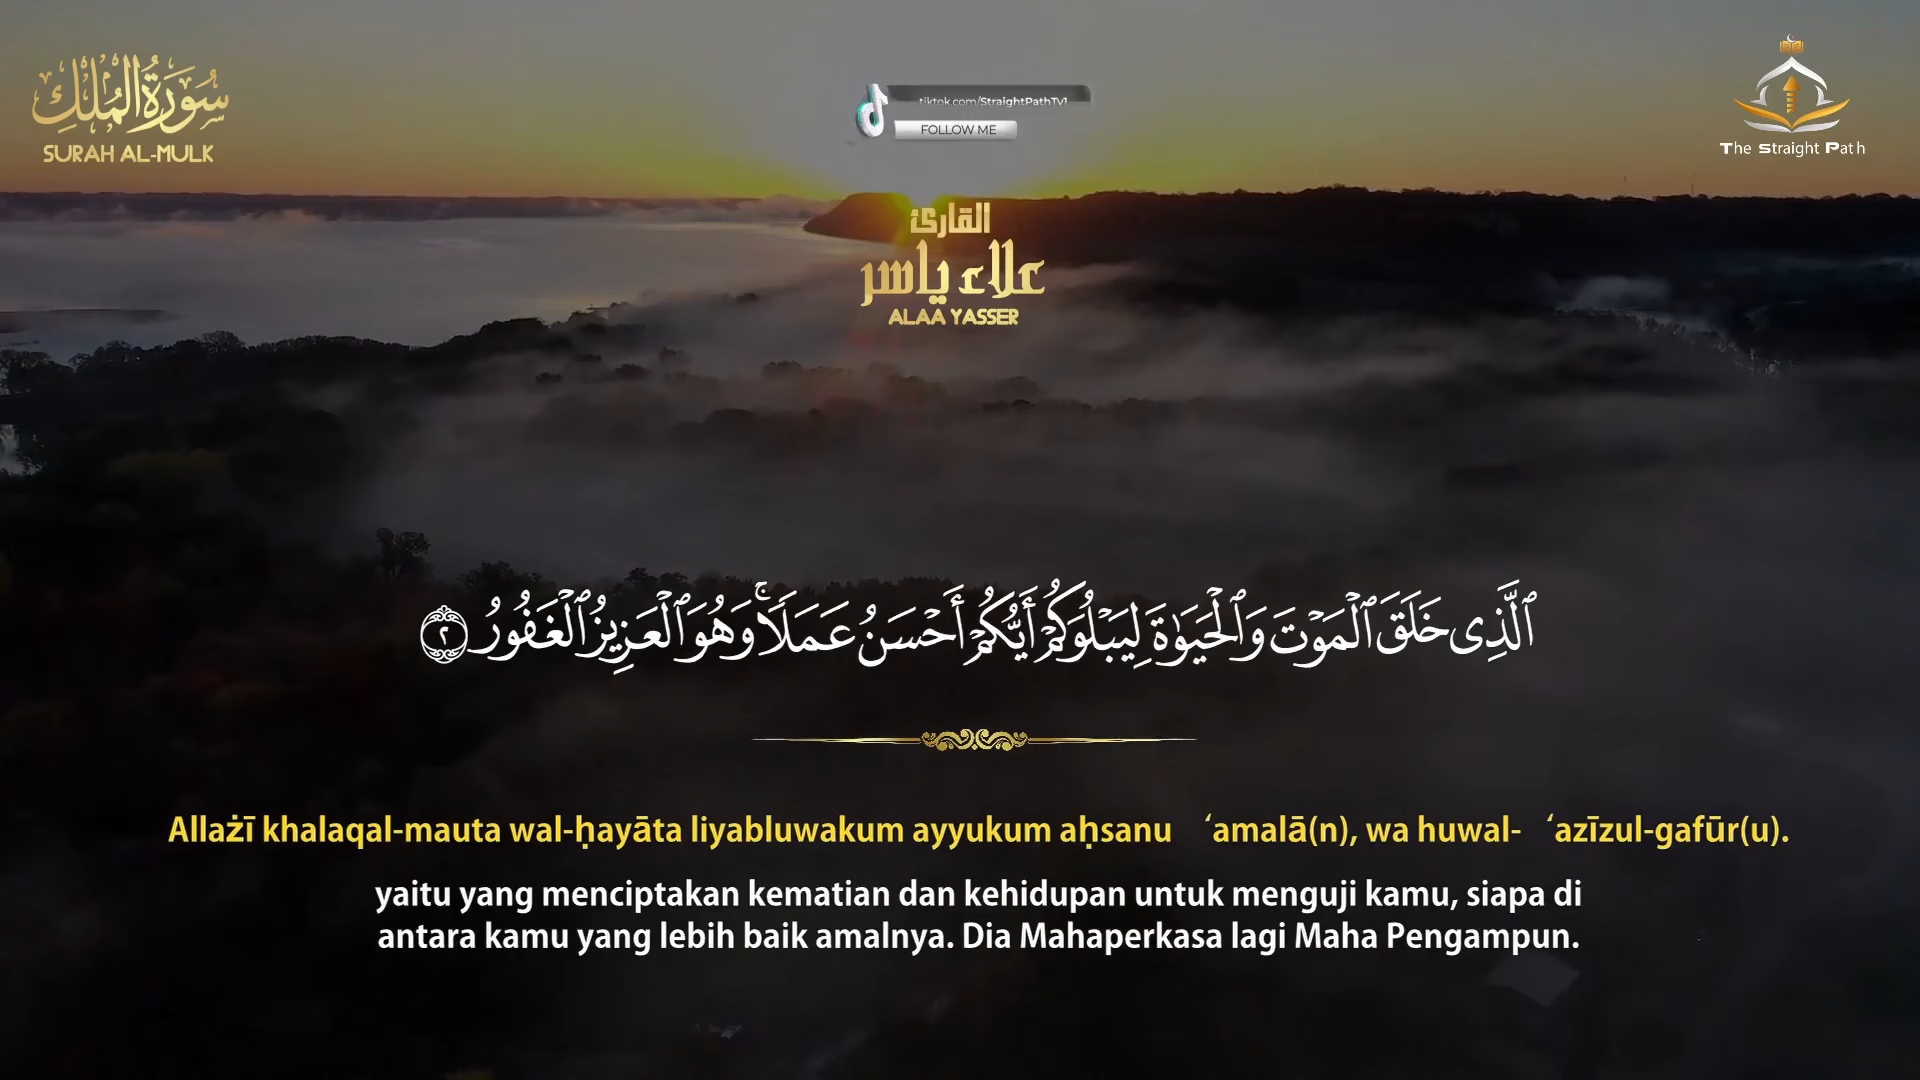 سُورَةُ المُلْكِ
SURAH AL-MULK
tiktok.com/StraightPathTv1
FOLLOW ME
The Straight Path
القارئ
علاء ياسر
ALAA YASSER
ٱلَّذِى خَلَقَ ٱلْمَوْتَ وَٱلْحَيَوٰةَ لِيَبْلُوَكُمْ أَيُّكُمْ أَحْسَنُ عَمَلًا ۚ وَهُوَ ٱلْعَزِيزُ ٱلْغَفُورُ ٢
Allażī khalaqal-mauta wal-ḥayāta liyabluwakum ayyukum aḥsanu ‘amalā(n), wa huwal- ‘azīzul-gafūr(u).
yaitu yang menciptakan kematian dan kehidupan untuk menguji kamu, siapa di
antara kamu yang lebih baik amalnya. Dia Mahaperkasa lagi Maha Pengampun.